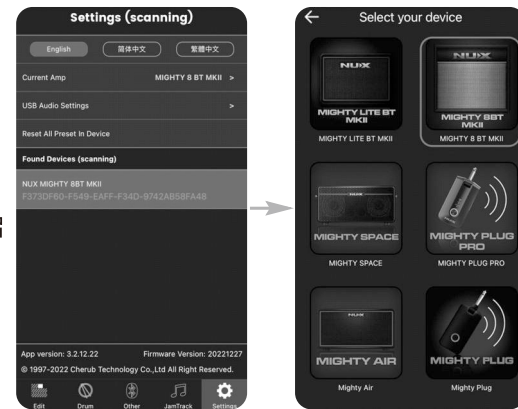 Settings (scanning)
English
简体中文
繁體中文
Current Amp
MIGHTY 8 BT MKII >
USB Audio Settings
>
Reset All Preset In Device
Found Devices (scanning)
NUX MIGHTY 8BT MKII
F373DF60-F549-EAFF-F34D-9742AB58FA48
App version: 3.2.12.22
Firmware Version: 20221227
© 1997-2022 Cherub Technology Co.,Ltd All Right Reserved.
Edit
Drum
Other
JamTrack
Settings
Select your device
NUX
MIGHTY LITE BT
MKII
MIGHTY LITE BT MKII
NUX
MIGHTY 8BT
MKII
MIGHTY 8 BT MKII
NUX
MIGHTY SPACE
MIGHTY SPACE
MIGHTY PLUG
PRO
MIGHTY PLUG PRO
NUX
MIGHTY AIR
Mighty Air
MIGHTY PLUG
Mighty Plug